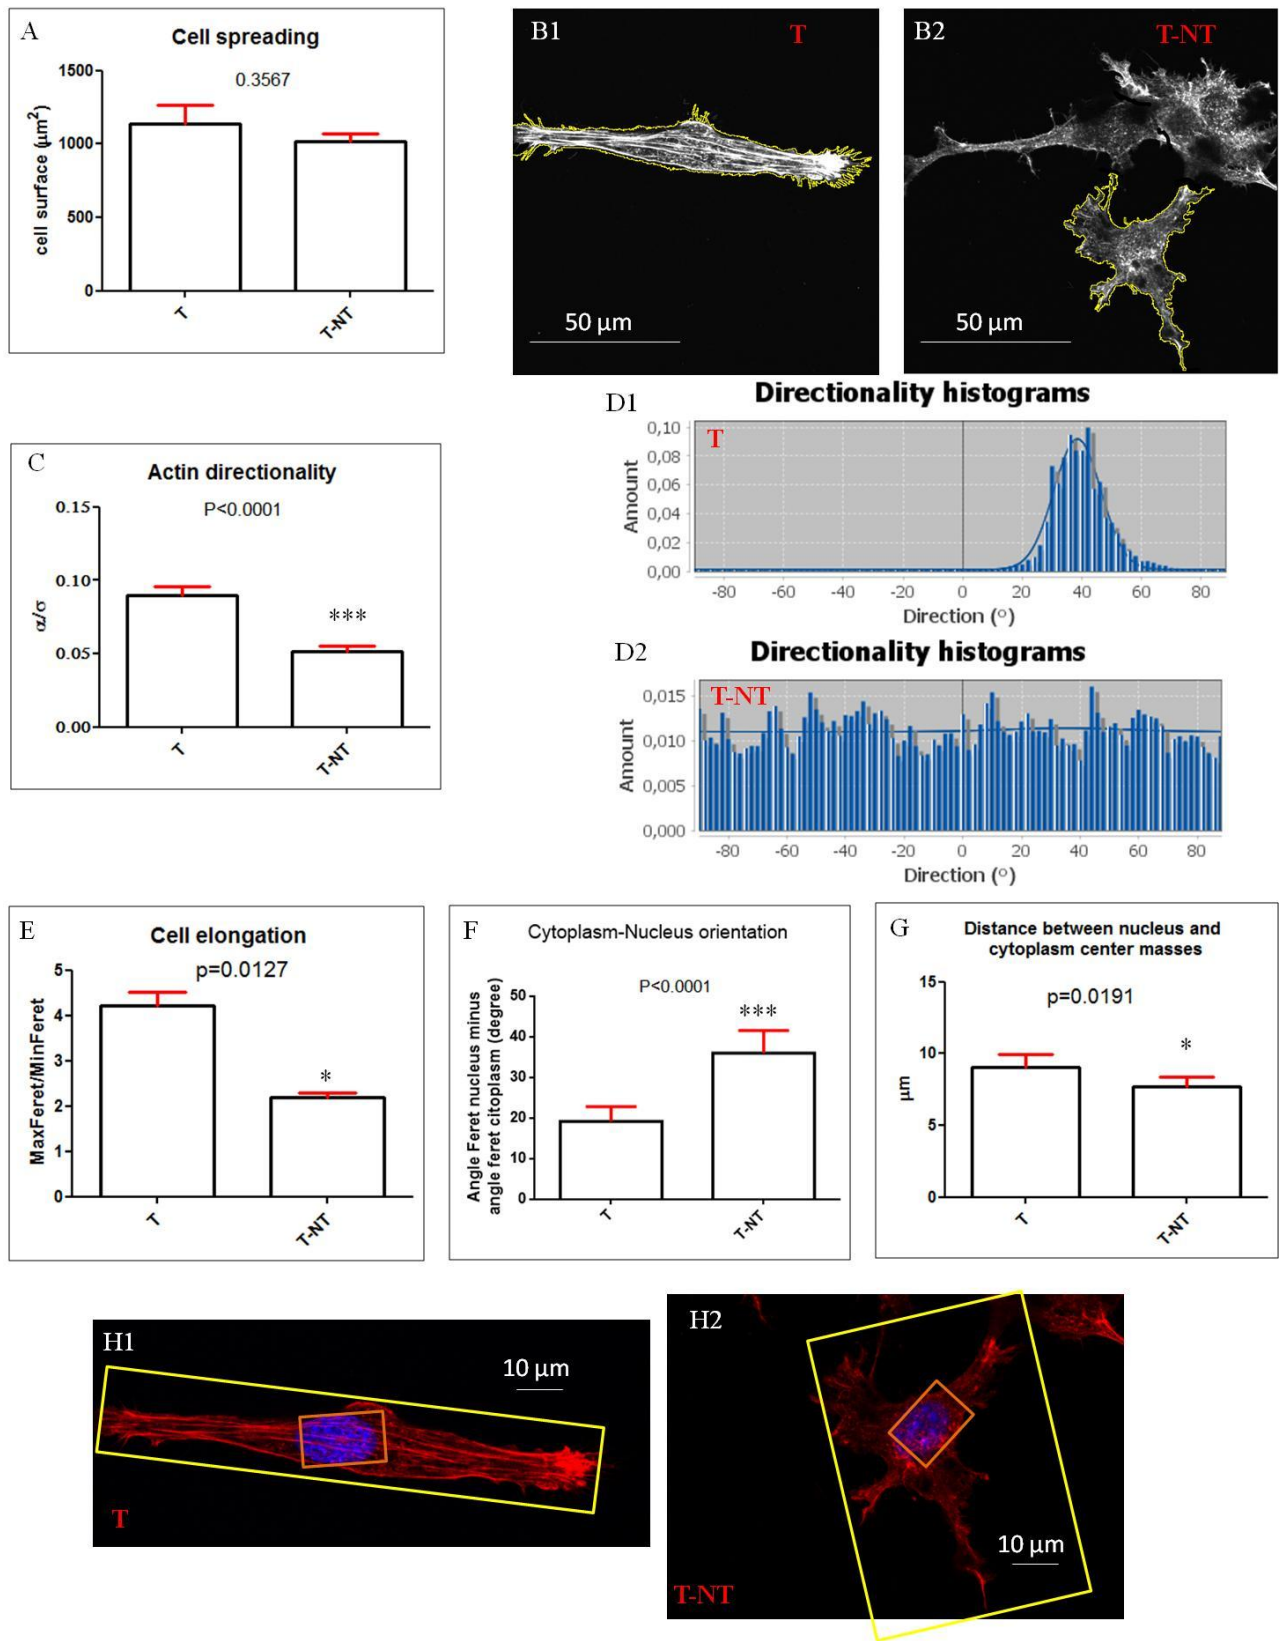 A
Cell spreading
0.3567
cell surface (µm²)
1500
1000
500
0
T
T-NT
B1
T
50 µm
B2
T-NT
50 µm
C
Actin directionality
P<0.0001
α/σ
0.15
0.10
0.05
0.00
***
T
T-NT
D1
Directionality histograms
T
Amount
0,10
0,08
0,06
0,04
0,02
0,00
-80 -60 -40 -20 0 20 40 60 80
Direction (°)
D2
Directionality histograms
T-NT
Amount
0,015
0,010
0,005
0,000
-80 -60 -40 -20 0 20 40 60 80
Direction (°)
E
Cell elongation
p=0.0127
MaxFeret/MinFeret
5
4
3
2
1
0
*
T
T-NT
F
Cytoplasm-Nucleus orientation
P<0.0001
Angle Feret nucleus minus
angle feret citoplasm (degree)
50
40
30
20
10
0
***
T
T-NT
G
Distance between nucleus and
cytoplasm center masses
p=0.0191
µm
15
10
5
0
*
T
T-NT
H1
10 µm
T
H2
10 µm
T-NT